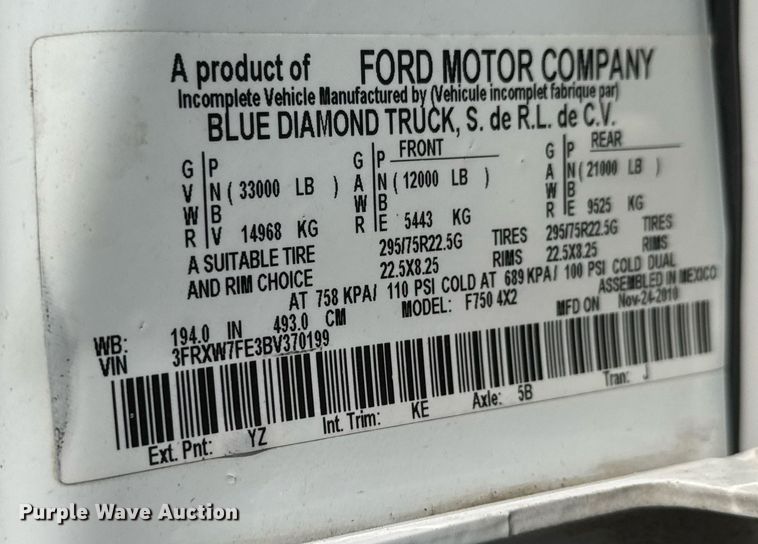 A product of FORD MOTOR COMPANY
Incomplete Vehicle Manufactured by (Vehicule incomplet fabrique par)
BLUE DIAMOND TRUCK, S. de R.L. de C.V.
G P G P FRONT G P REAR
V N ( 33000 LB ) A N ( 12000 LB ) A N ( 21000 LB )
W B W B W B
R V 14968 KG R E 5443 KG R E 9525 KG
A SUITABLE TIRE 295/75R22.5G TIRES 295/75R22.5G TIRES
AND RIM CHOICE 22.5X8.25 RIMS 22.5X8.25 RIMS
AT 758 KPA/ 110 PSI COLD AT 689 KPA/ 100 PSI COLD DUAL
WB: 194.0 IN 493.0 CM MODEL: F750 4X2 ASSEMBLED IN MEXICO
VIN 3FRXW7FE3BV370199 MFD ON Nov-24-2010
Ext. Pnt: YZ Int. Trim: KE Axle: 5B Tran: J
Purple Wave Auction